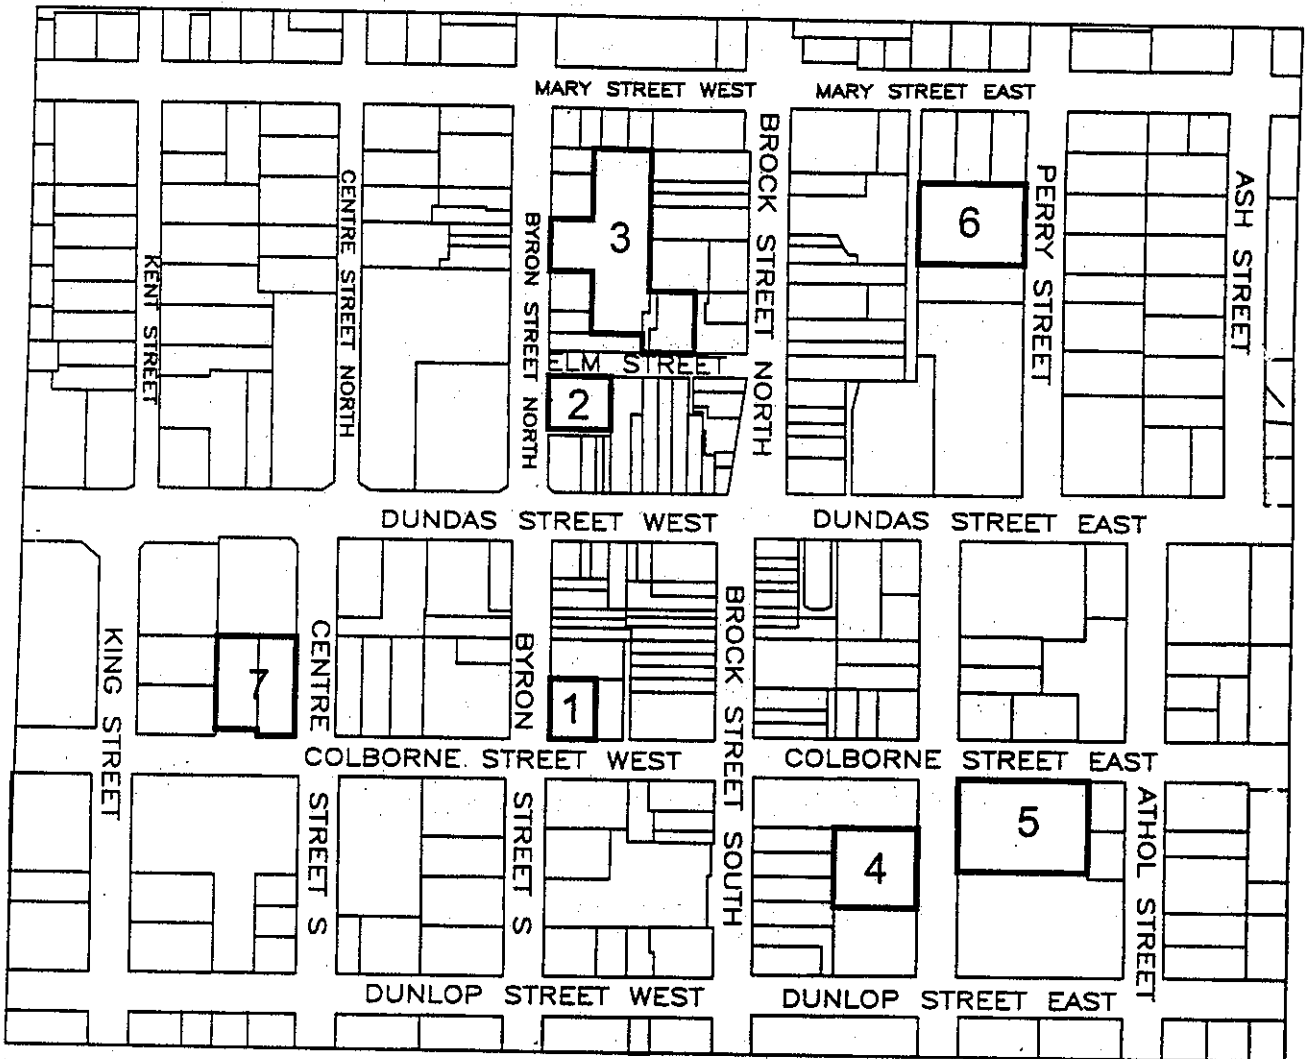 MARY STREET WEST
MARY STREET EAST
BROCK STREET NORTH
PERRY STREET
ASH STREET
CENTRE STREET NORTH
BYRON STREET NORTH
KENT STREET
3
6
ELM STREET
2
DUNDAS STREET WEST
DUNDAS STREET EAST
KING STREET
CENTRE STREET S
BYRON STREET S
BROCK STREET SOUTH
7
1
COLBORNE. STREET WEST
COLBORNE STREET EAST
ATHOL STREET
5
4
DUNLOP STREET WEST
DUNLOP STREET EAST